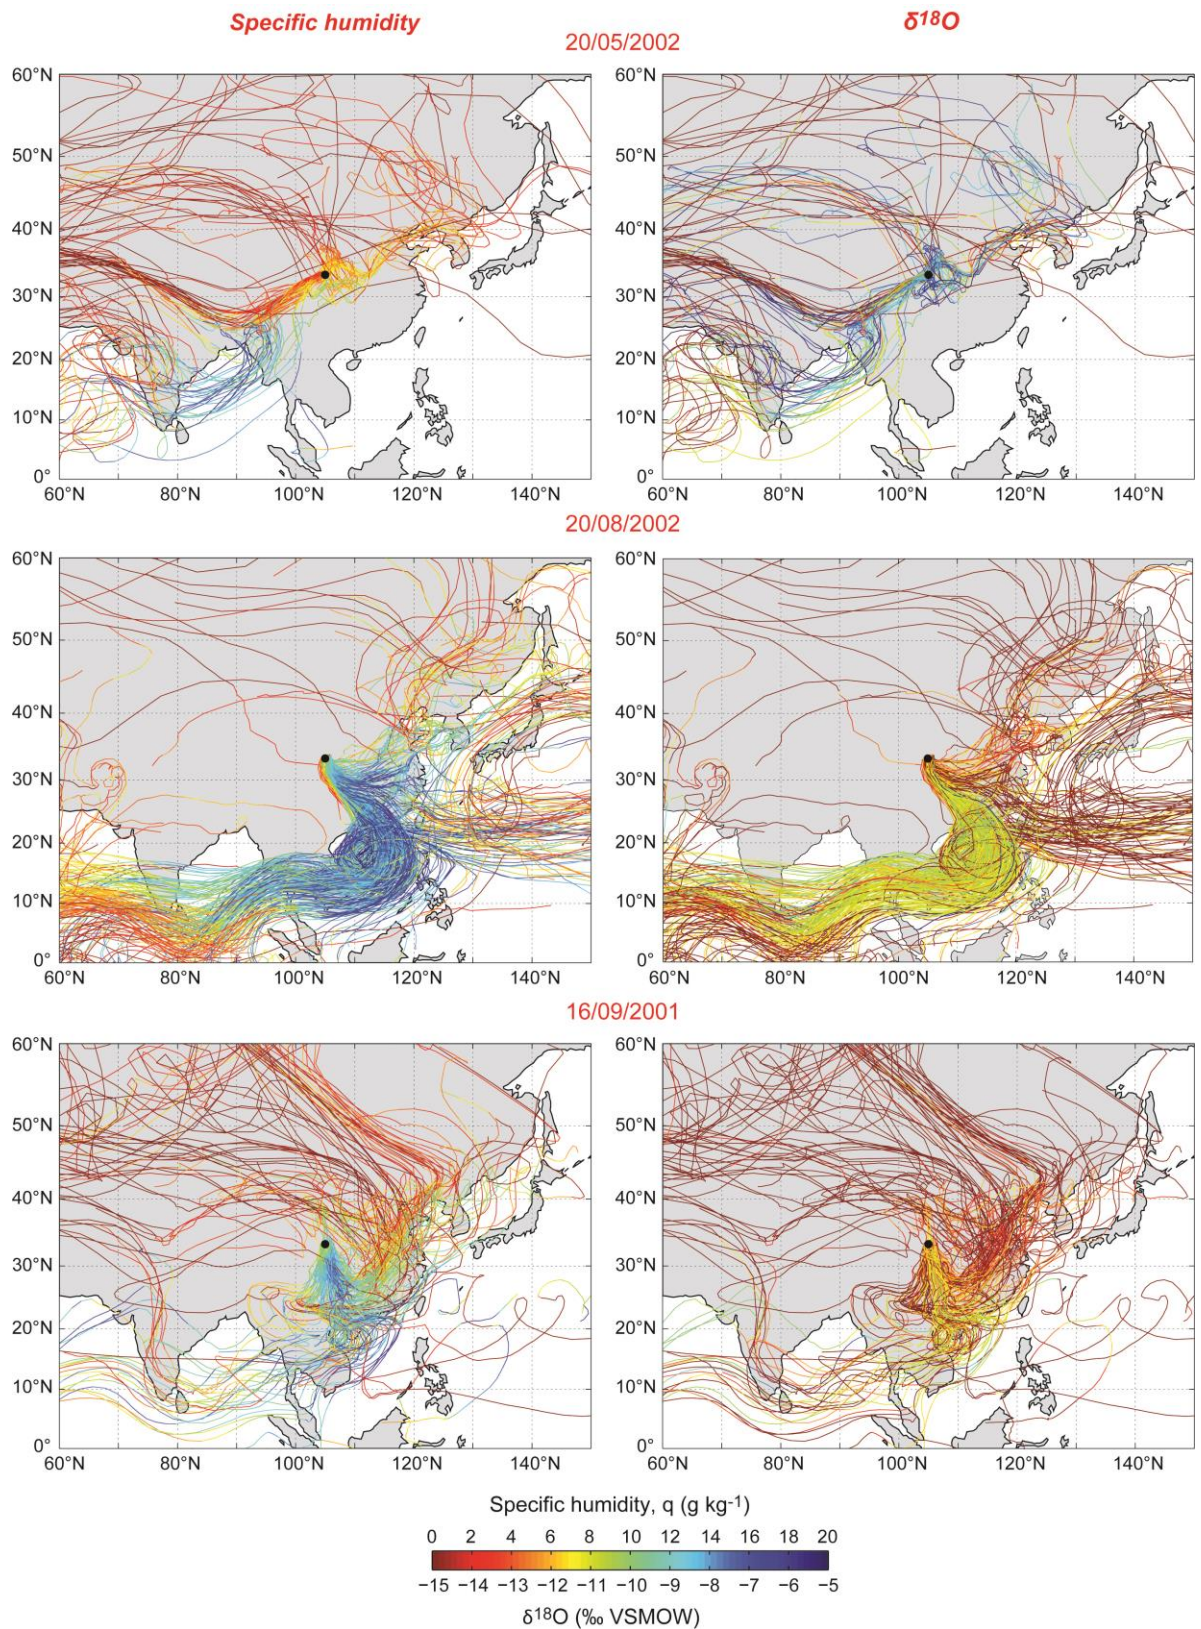 Specific humidity δ18O
20/05/2002
60°N 60°N
50°N 50°N
40°N 40°N
30°N 30°N
20°N 20°N
10°N 10°N
0° 0°
60°N 80°N 100°N 120°N 140°N 60°N 80°N 100°N 120°N 140°N
20/08/2002
60°N 60°N
50°N 50°N
40°N 40°N
30°N 30°N
20°N 20°N
10°N 10°N
0° 0°
60°N 80°N 100°N 120°N 140°N 60°N 80°N 100°N 120°N 140°N
16/09/2001
60°N 60°N
50°N 50°N
40°N 40°N
30°N 30°N
20°N 20°N
10°N 10°N
0° 0°
60°N 80°N 100°N 120°N 140°N 60°N 80°N 100°N 120°N 140°N
Specific humidity, q (g kg-1)
0 2 4 6 8 10 12 14 16 18 20
−15 −14 −13 −12 −11 −10 −9 −8 −7 −6 −5
δ18O (‰ VSMOW)